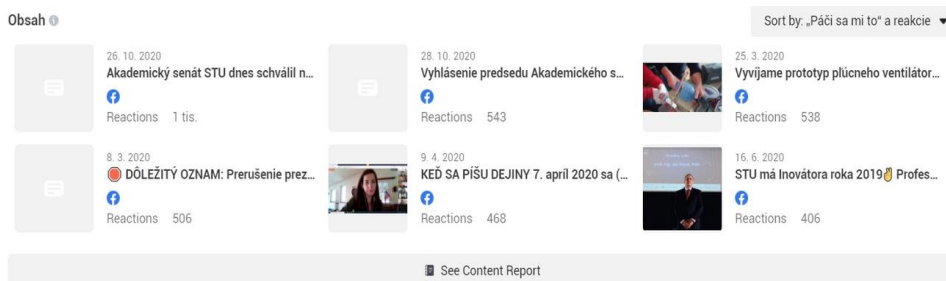 Obsah
Sort by: „Páči sa mi to“ a reakcie
26. 10. 2020
Akademický senát STU dnes schválil n...
Reactions 1 tis.
28. 10. 2020
Vyhlásenie predsedu Akademického s...
Reactions 543
25. 3. 2020
Vyvíjame prototyp pľúcneho ventilátor...
Reactions 538
8. 3. 2020
🛑 DÔLEŽITÝ OZNAM: Prerušenie prez...
Reactions 506
9. 4. 2020
KEĎ SA PÍŠU DEJINY 7. apríl 2020 sa (...
Reactions 468
16. 6. 2020
STU má Inovátora roka 2019✌ Profes...
Reactions 406
See Content Report